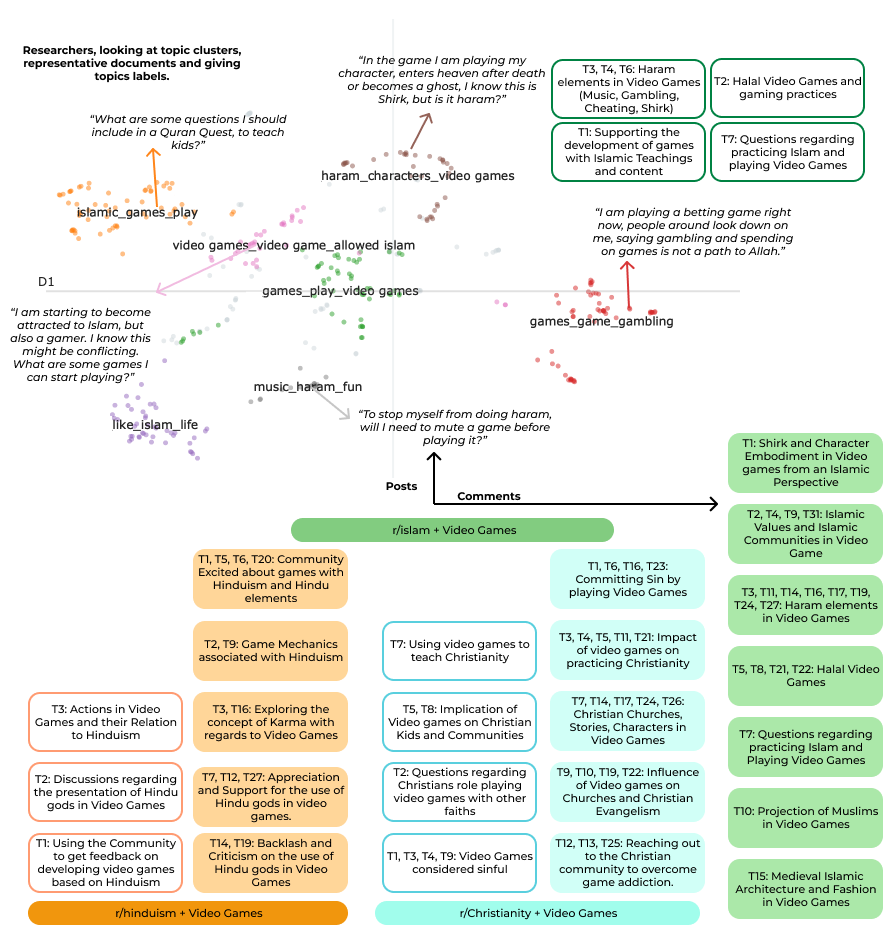 Researchers, looking at topic clusters,
representative documents and giving
topics labels.
“In the game I am playing my
character, enters heaven after death
or becomes a ghost, I know this is
Shirk, but is it haram?”
“What are some questions I should
include in a Quran Quest, to teach
kids?”
T3, T4, T6: Haram
elements in Video Games
(Music, Gambling,
Cheating, Shirk)
T2: Halal Video Games and
gaming practices
T1: Supporting the
development of games
with Islamic Teachings
and content
T7: Questions regarding
practicing Islam and
playing Video Games
haram_characters_video games
islamic_games_play
“I am playing a betting game right
now, people around look down on
me, saying gambling and spending
on games is not a path to Allah.”
video games_video game_allowed islam
D1
games_play_video games
“I am starting to become
attracted to Islam, but
also a gamer. I know this
might be conflicting.
What are some games I
can start playing?”
games_game_gambling
music_haram_fun
like_islam_life
“To stop myself from doing haram,
will I need to mute a game before
playing it?”
Posts
Comments
r/islam + Video Games
T1: Shirk and Character
Embodiment in Video
games from an Islamic
Perspective
T2, T4, T9, T31: Islamic
Values and Islamic
Communities in Video
Game
T3, T11, T14, T16, T17, T19,
T24, T27: Haram elements
in Video Games
T5, T8, T21, T22: Halal Video
Games
T7: Questions regarding
practicing Islam and
Playing Video Games
T10: Projection of Muslims
in Video Games
T15: Medieval Islamic
Architecture and Fashion
in Video Games
T1, T5, T6, T20: Community
Excited about games with
Hinduism and Hindu
elements
T2, T9: Game Mechanics
associated with Hinduism
T3: Actions in Video
Games and their Relation
to Hinduism
T3, T16: Exploring the
concept of Karma with
regards to Video Games
T2: Discussions regarding
the presentation of Hindu
gods in Video Games
T7, T12, T27: Appreciation
and Support for the use of
Hindu gods in video
games.
T1: Using the Community
to get feedback on
developing video games
based on Hinduism
T14, T19: Backlash and
Criticism on the use of
Hindu gods in Video
Games
r/hinduism + Video Games
T1, T6, T16, T23:
Committing Sin by
playing Video Games
T7: Using video games to
teach Christianity
T3, T4, T5, T11, T21: Impact
of video games on
practicing Christianity
T5, T8: Implication of
Video games on Christian
Kids and Communities
T7, T14, T17, T24, T26:
Christian Churches,
Stories, Characters in
Video Games
T2: Questions regarding
Christians role playing
video games with other
faiths
T9, T10, T19, T22: Influence
of Video games on
Churches and Christian
Evangelism
T1, T3, T4, T9: Video Games
considered sinful
T12, T13, T25: Reaching out
to the Christian
community to overcome
game addiction.
r/Christianity + Video Games